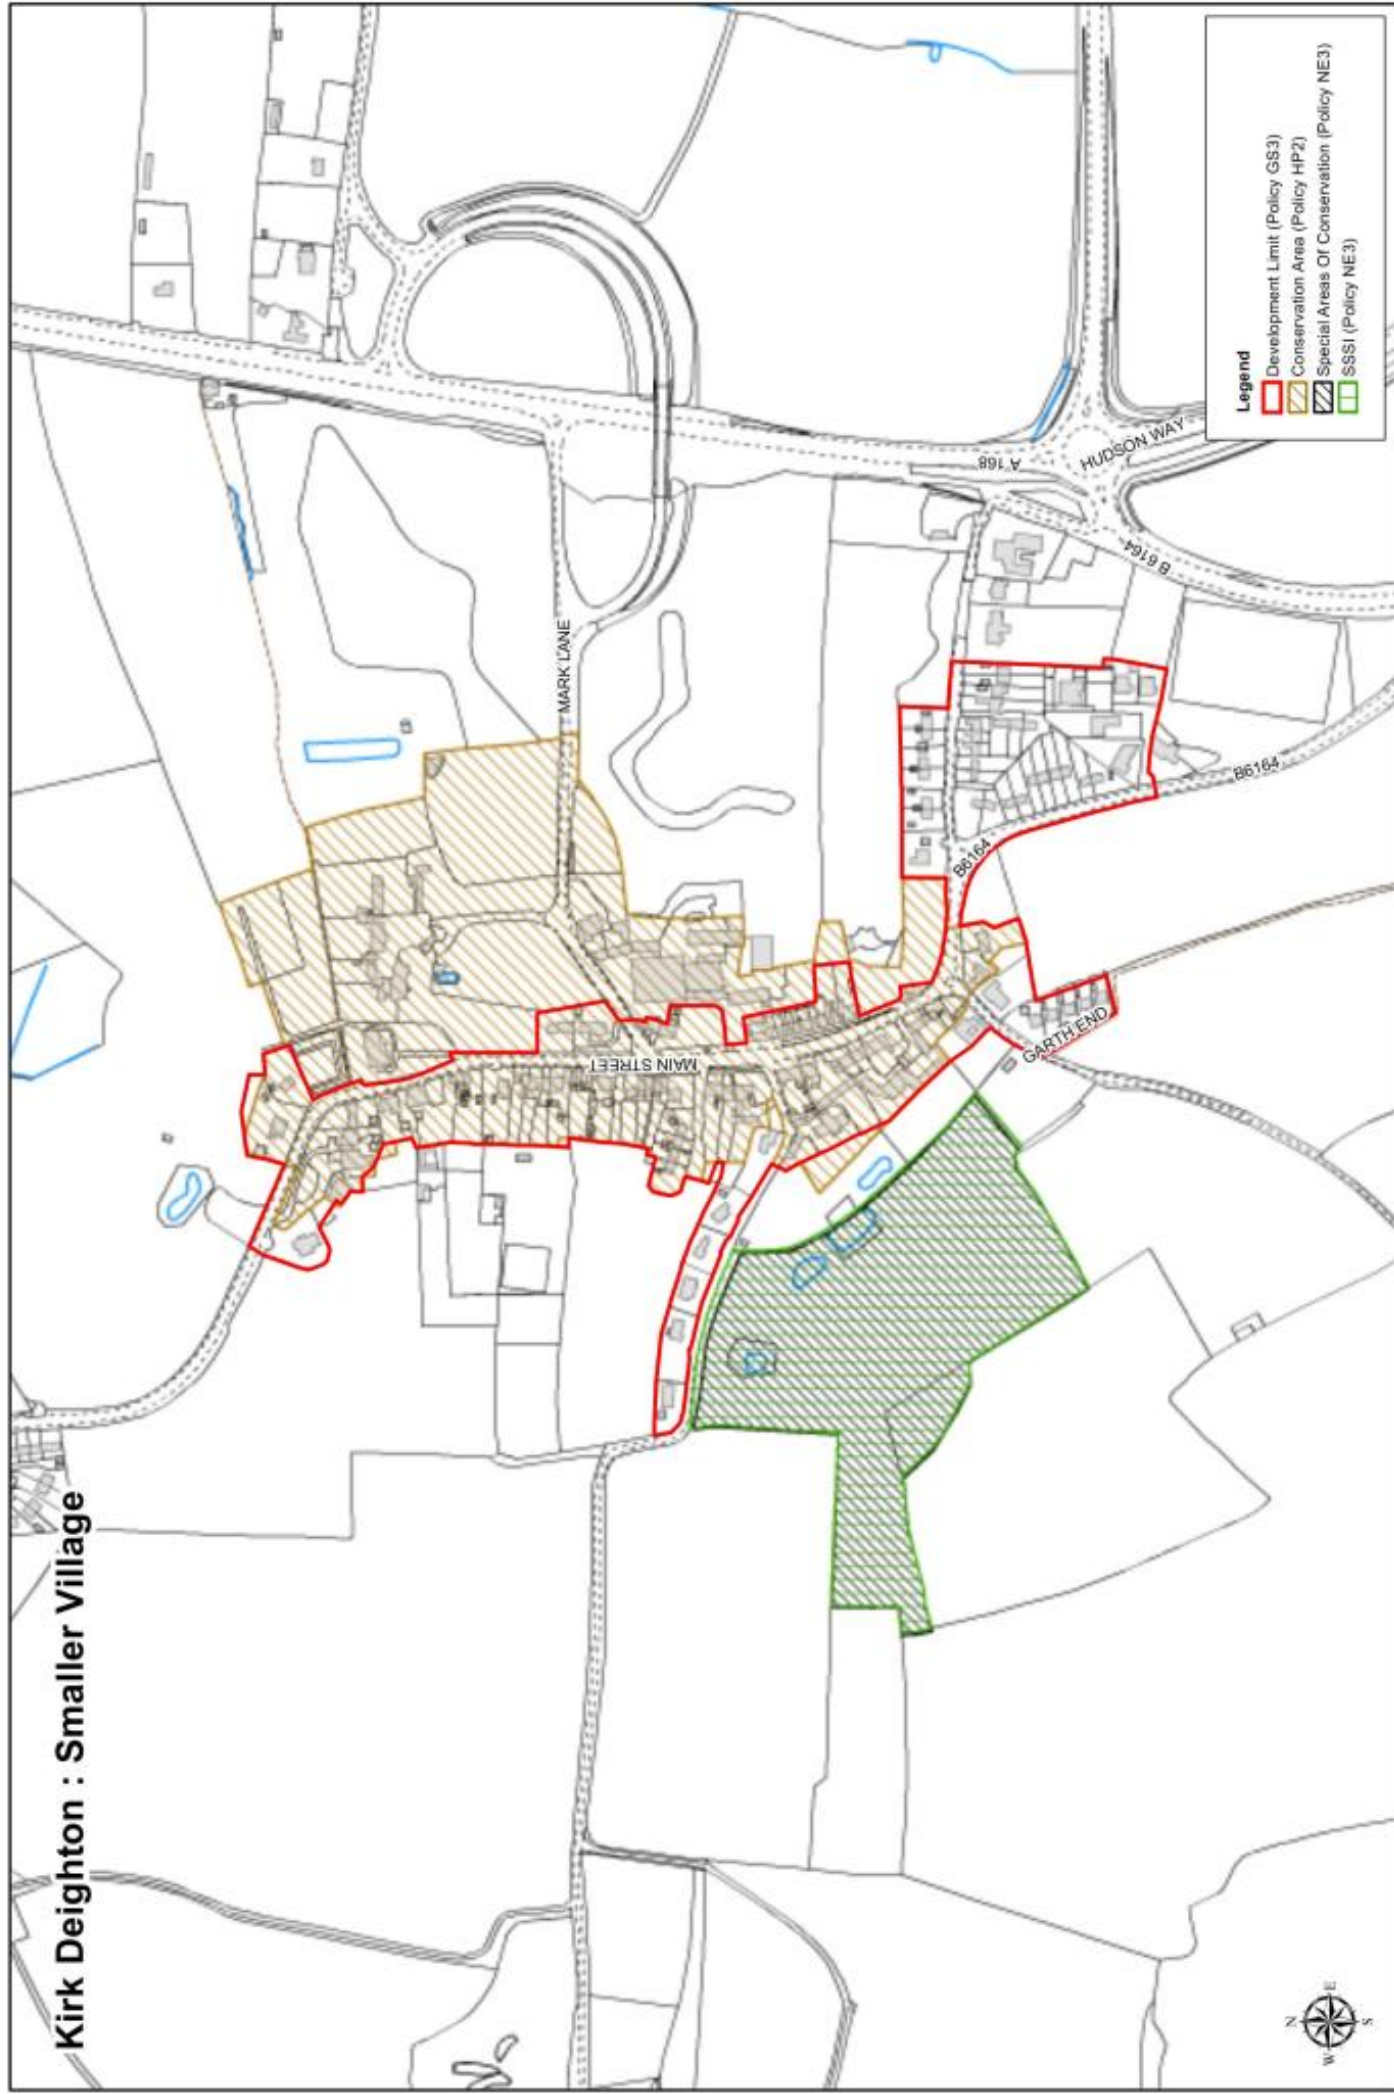 Kirk Deighton : Smaller Village
MARK LANE
MAIN STREET
GARTH END
B6164
B6164
B 6164
A 168
HUDSON WAY
Legend
Development Limit (Policy GS3)
Conservation Area (Policy HP2)
Special Areas Of Conservation (Policy NE3)
SSSI (Policy NE3)
N
W E
S